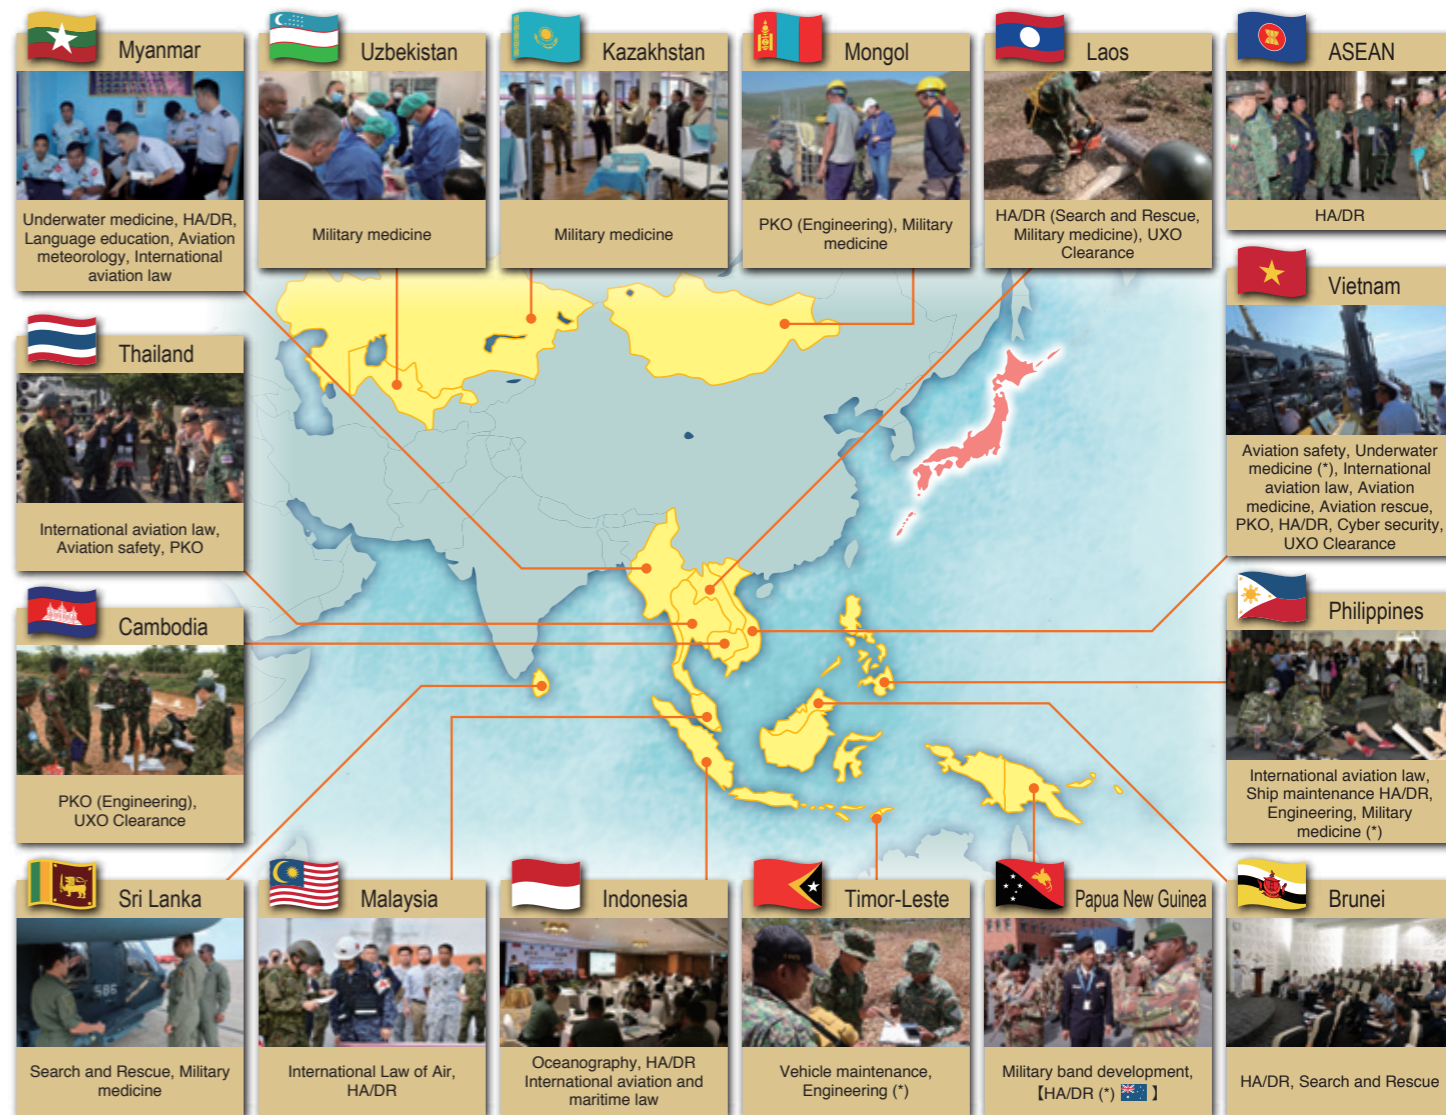 Myanmar
Underwater medicine, HA/DR,
Language education, Aviation
meteorology, International
aviation law
Uzbekistan
Military medicine
Kazakhstan
Military medicine
Mongol
PKO (Engineering), Military
medicine
Laos
HA/DR (Search and Rescue,
Military medicine), UXO
Clearance
ASEAN
HA/DR
Thailand
International aviation law,
Aviation safety, PKO
Vietnam
Aviation safety, Underwater
medicine (*), International
aviation law, Aviation
medicine, Aviation rescue,
PKO, HA/DR, Cyber security,
UXO Clearance
Cambodia
PKO (Engineering),
UXO Clearance
Philippines
International aviation law,
Ship maintenance HA/DR,
Engineering, Military
medicine (*)
Sri Lanka
586
Search and Rescue, Military
medicine
Malaysia
International Law of Air,
HA/DR
Indonesia
Oceanography, HA/DR
International aviation and
maritime law
Timor-Leste
Vehicle maintenance,
Engineering (*)
Papua New Guinea
Military band development,
【HA/DR (*) 】
Brunei
HA/DR, Search and Rescue